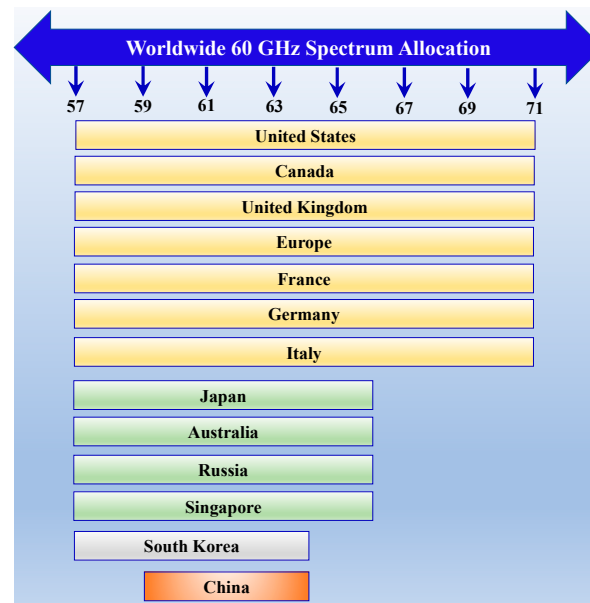 Worldwide 60 GHz Spectrum Allocation
57 59 61 63 65 67 69 71
United States
Canada
United Kingdom
Europe
France
Germany
Italy
Japan
Australia
Russia
Singapore
South Korea
China